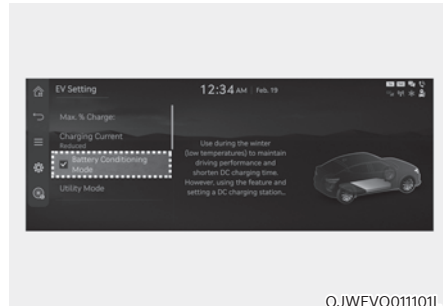 EV Setting
12:34 AM Feb. 19
Max. % Charge:
Charging Current
Reduced
Battery Conditioning
Mode
Utility Mode
Use during the winter
(low temperatures) to maintain
driving performance and
shorten DC charging time.
However, using the feature and
setting a DC charging station...
OJWEVQ011101L